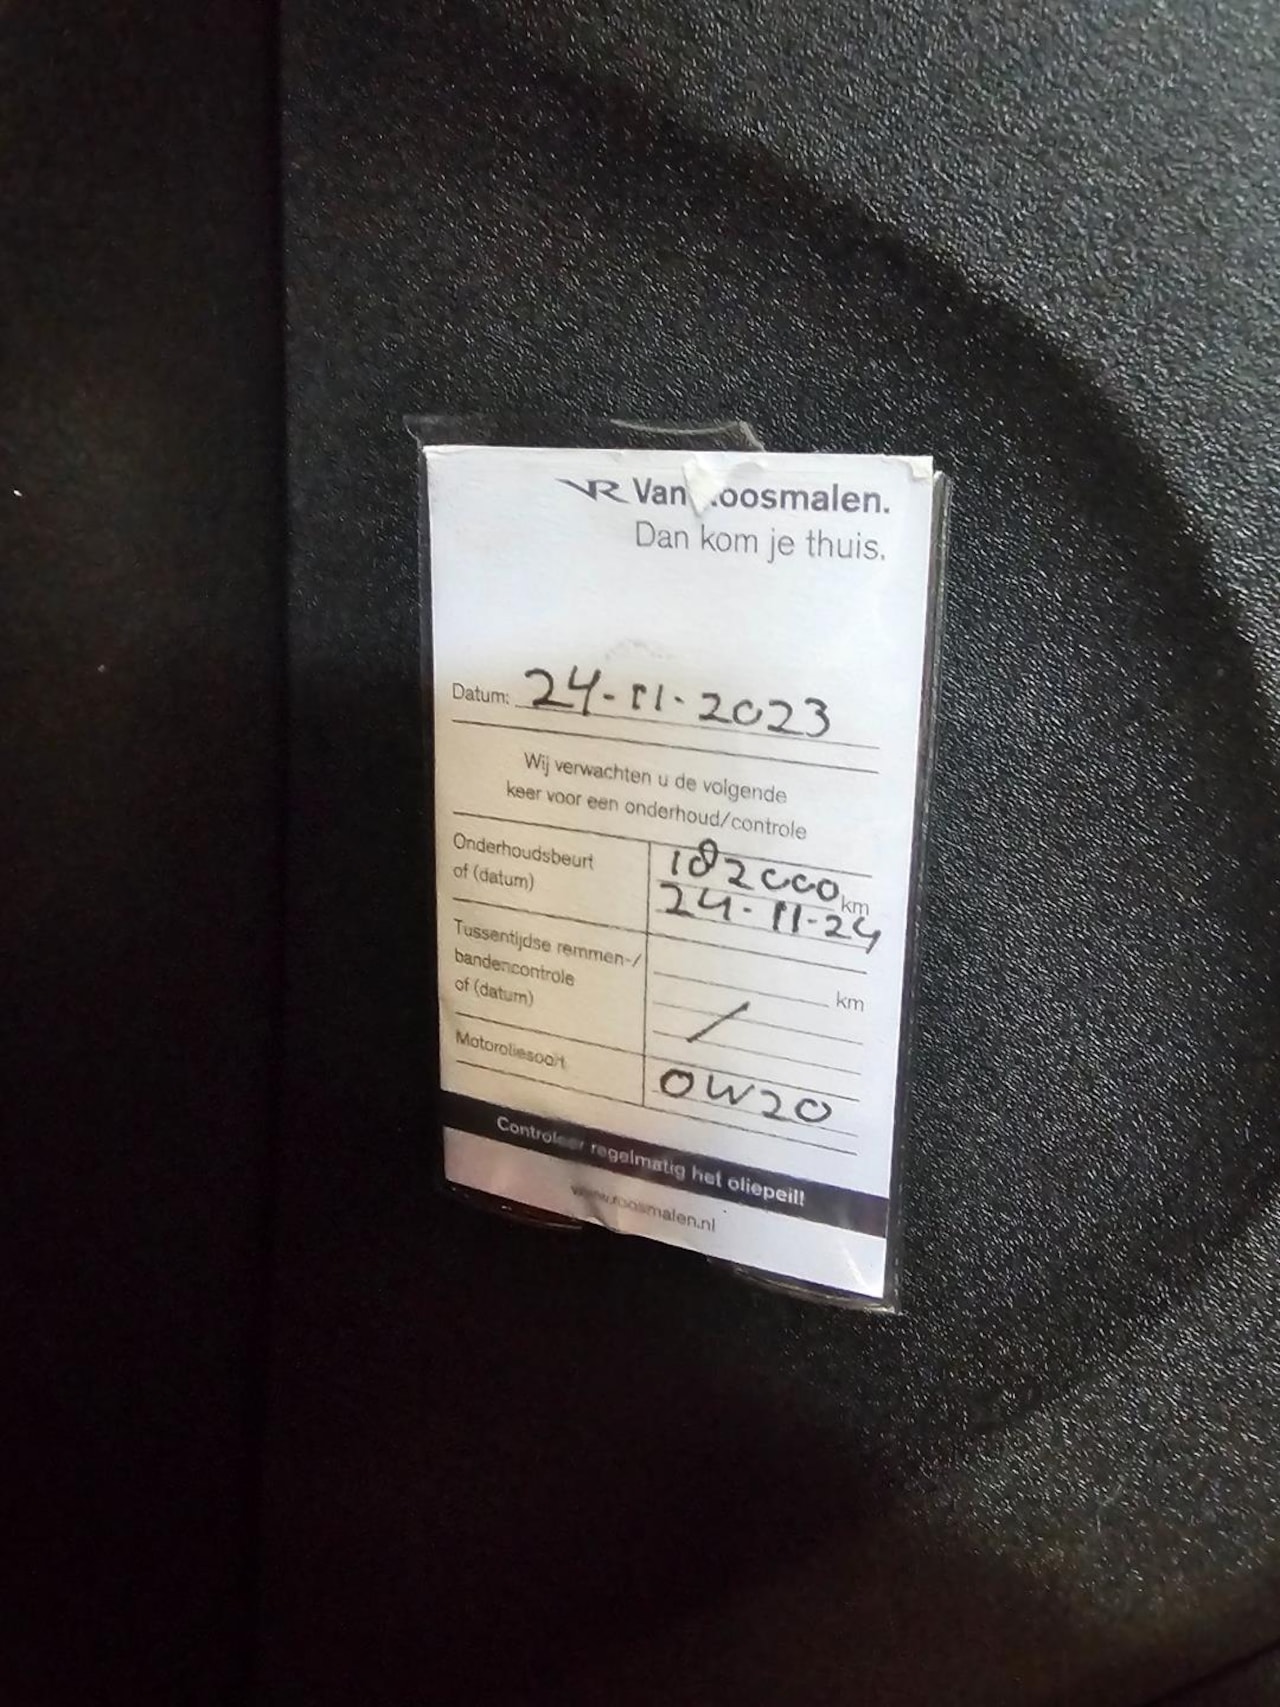 VR Van Roosmalen.
Dan kom je thuis.
Datum: 24-11-2023
Wij verwachten u de volgende
keer voor een onderhoud/controle
Onderhoudsbeurt 182000 km
of (datum) 24-11-24
Tussentijdse remmen-/
bandencontrole km
of (datum) /
Motoroliesoort 0W20
Controleer regelmatig het oliepeil!
www.roosmalen.nl